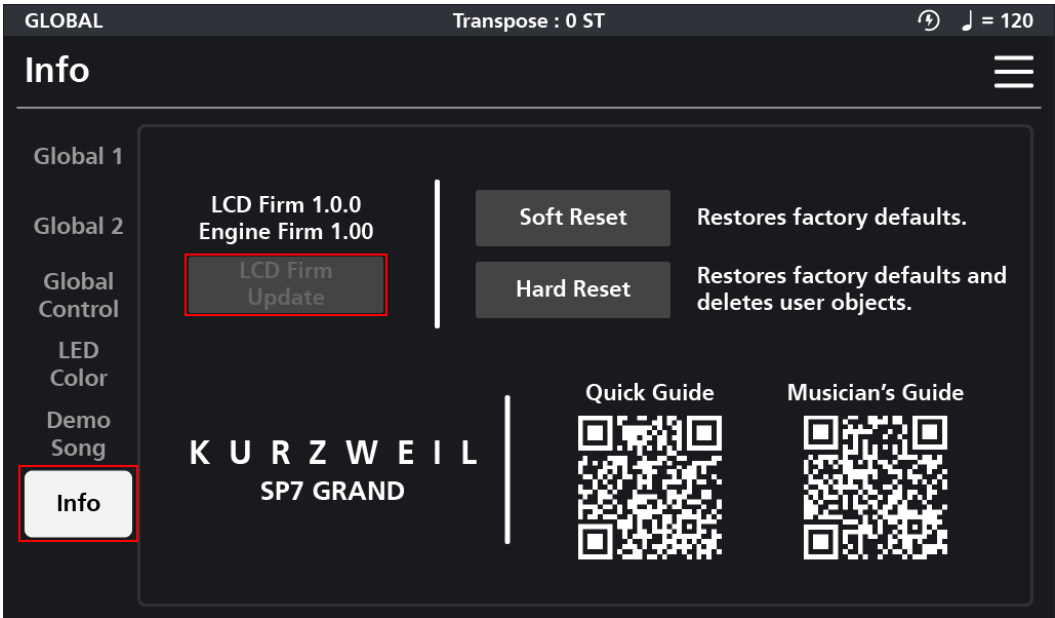 GLOBAL
Transpose : 0 ST
= 120
Info
Global 1
Global 2
Global
Control
LED
Color
Demo
Song
Info
LCD Firm 1.0.0
Engine Firm 1.00
LCD Firm
Update
Soft Reset
Restores factory defaults.
Hard Reset
Restores factory defaults and
deletes user objects.
KURZWEIL
SP7 GRAND
Quick Guide
Musician’s Guide